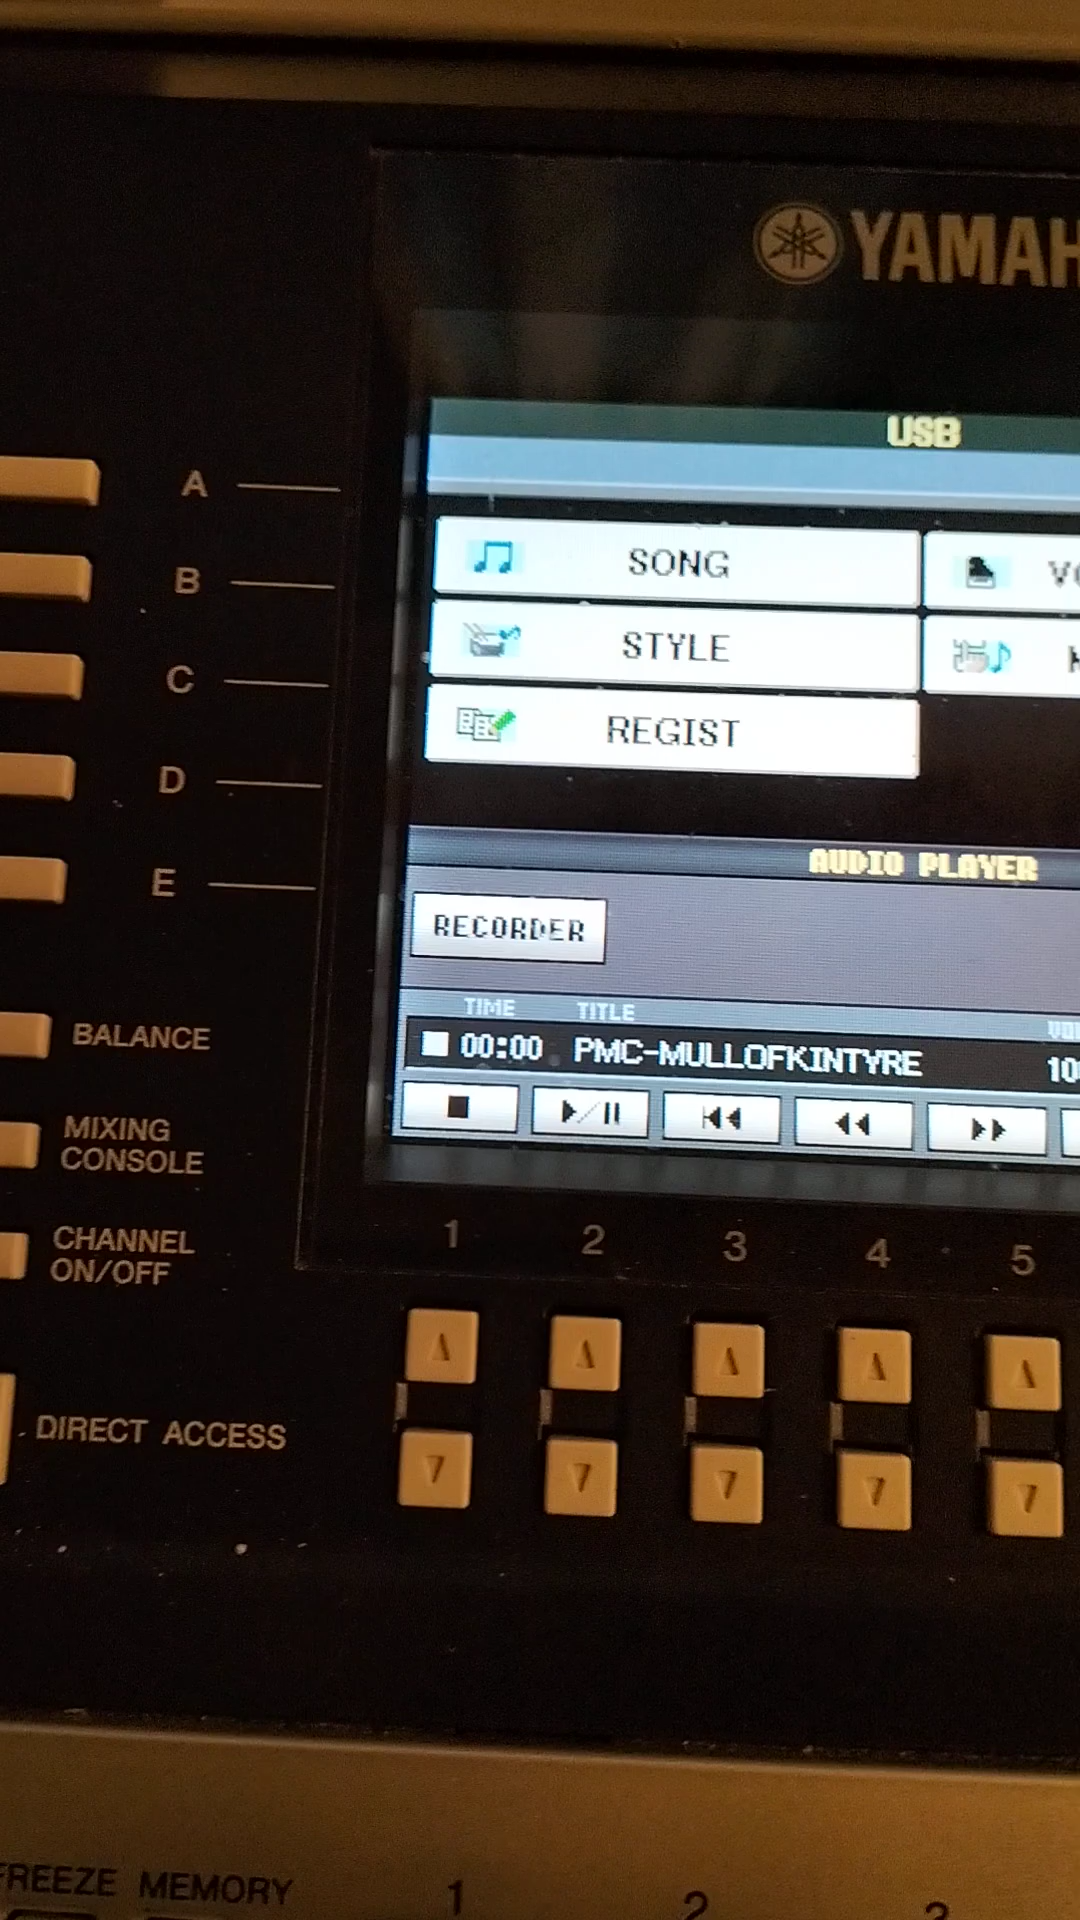 YAMAH
USB
A
B
C
D
E
SONG
STYLE
REGIST
AUDIO PLAYER
RECORDER
TIME TITLE
00:00 PMC-MULLOFKINTYRE 10
BALANCE
MIXING
CONSOLE
CHANNEL
ON/OFF
DIRECT ACCESS
1 2 3 4 5
FREEZE MEMORY 1 2